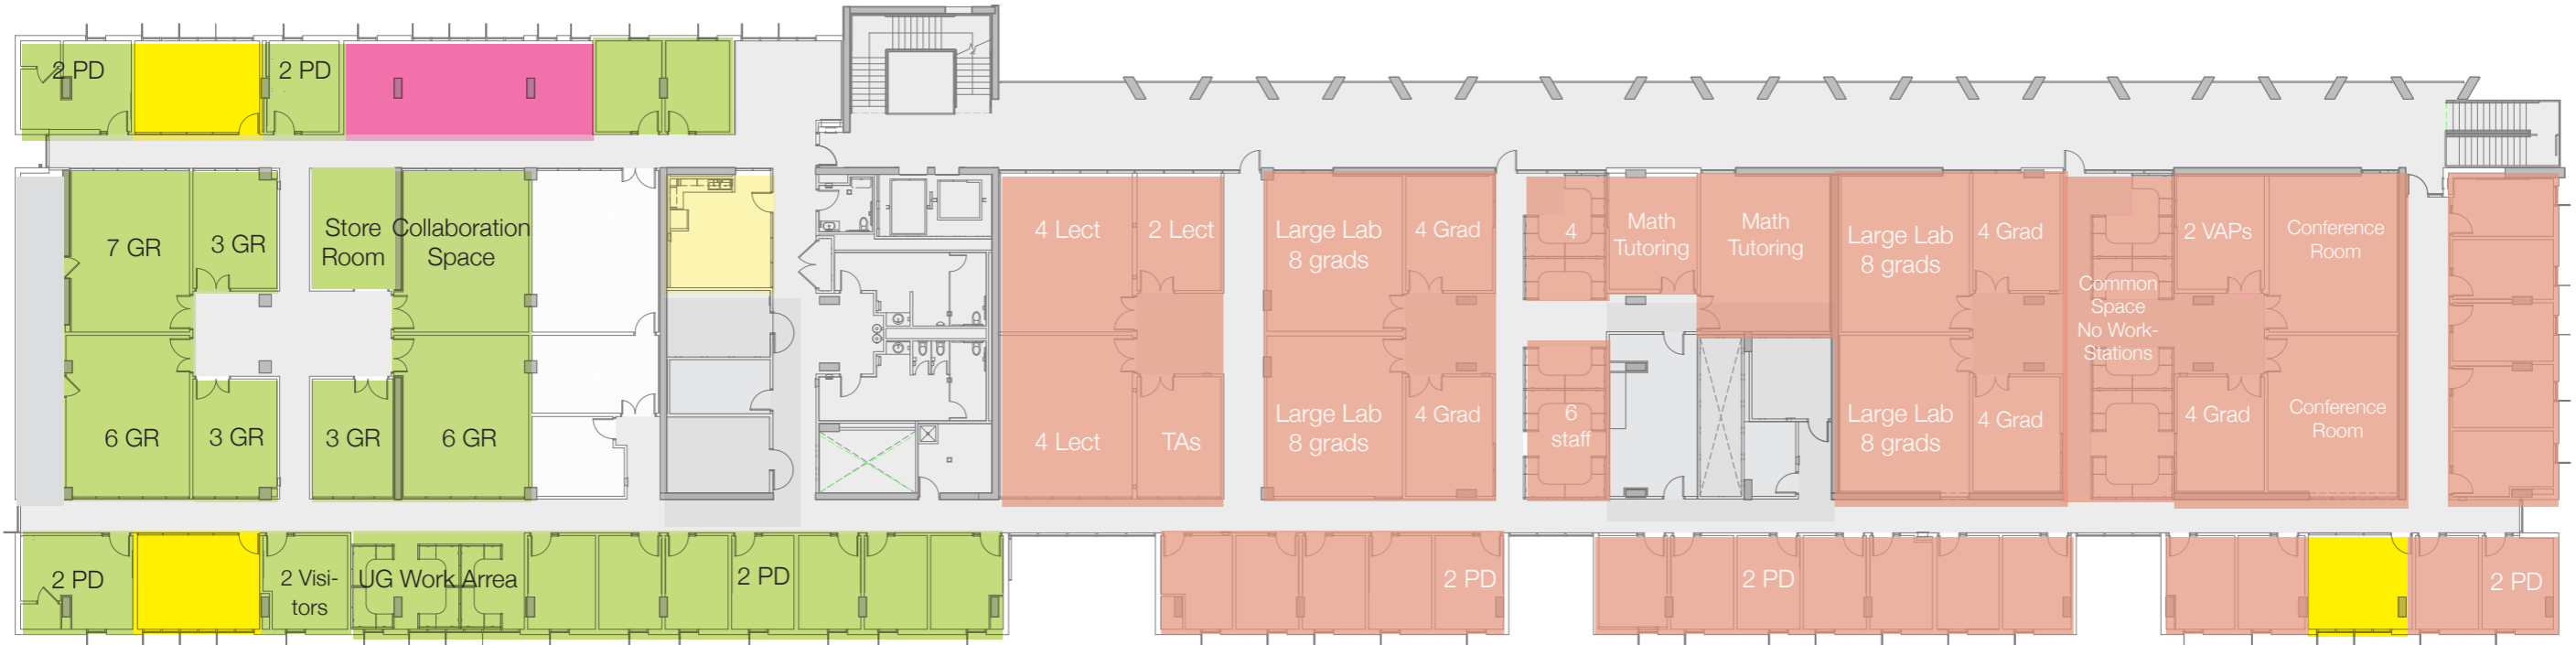 2 PD
2 PD
7 GR
3 GR
Store
Room
Collaboration
Space
4 Lect
2 Lect
Large Lab
8 grads
4 Grad
4
Math
Tutoring
Math
Tutoring
Large Lab
8 grads
4 Grad
Common
Space
No Work-
Stations
2 VAPs
Conference
Room
6 GR
3 GR
3 GR
6 GR
4 Lect
TAs
Large Lab
8 grads
4 Grad
6
staff
Large Lab
8 grads
4 Grad
4 Grad
Conference
Room
2 PD
2 Visi-
tors
UG Work Arrea
2 PD
2 PD
2 PD
2 PD